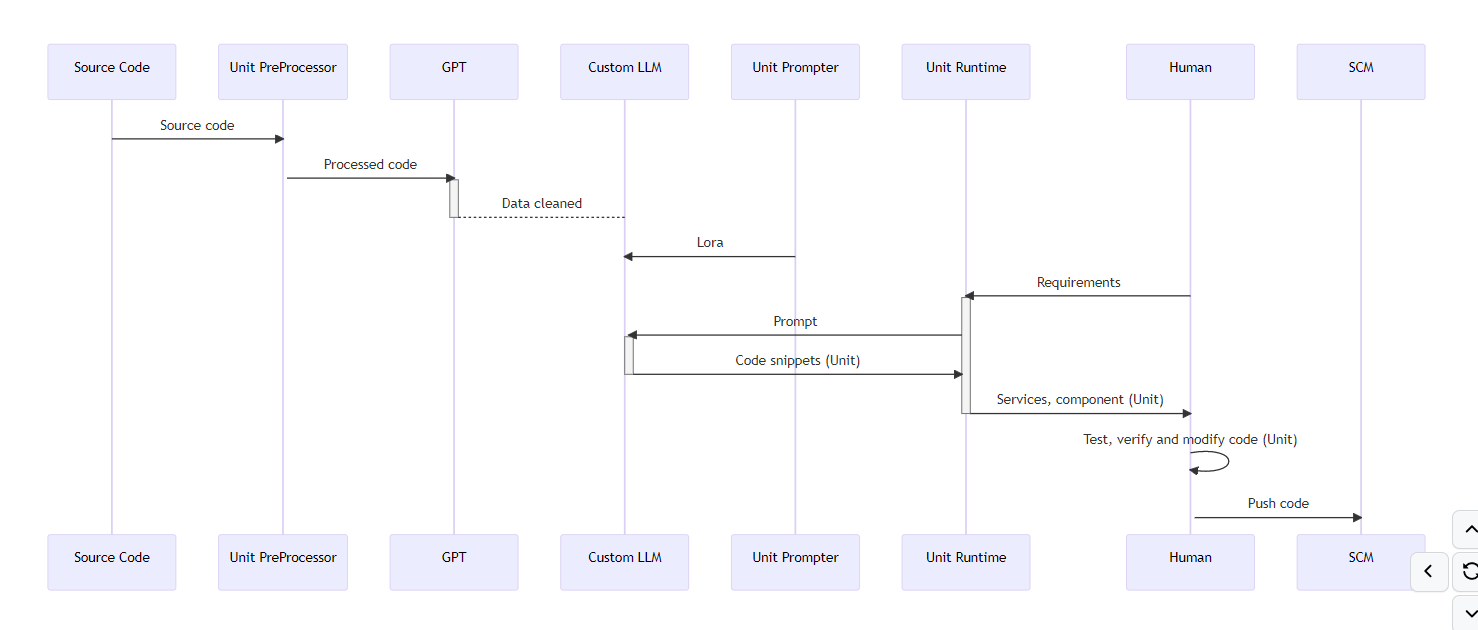 Source Code
Unit PreProcessor
GPT
Custom LLM
Unit Prompter
Unit Runtime
Human
SCM
Source code
Processed code
Data cleaned
Lora
Requirements
Prompt
Code snippets (Unit)
Services, component (Unit)
Test, verify and modify code (Unit)
Push code
Source Code
Unit PreProcessor
GPT
Custom LLM
Unit Prompter
Unit Runtime
Human
SCM